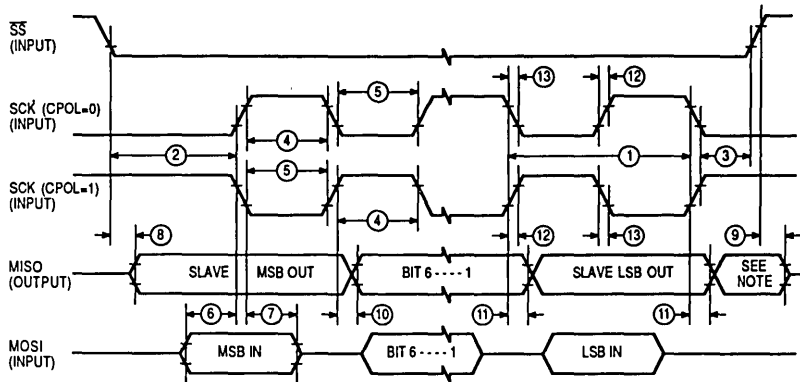 SS
(INPUT)
⑬ ⑫
⑤
SCK (CPOL=0)
(INPUT)
④
② ① ③
⑤
SCK (CPOL=1)
(INPUT)
④
⑧ ⑫ ⑬ ⑨
MISO
(OUTPUT)
SLAVE MSB OUT BIT 6 ---- 1 SLAVE LSB OUT SEE
NOTE
⑥ ⑦ ⑩ ⑪ ⑪
MOSI
(INPUT)
MSB IN BIT 6 ---- 1 LSB IN